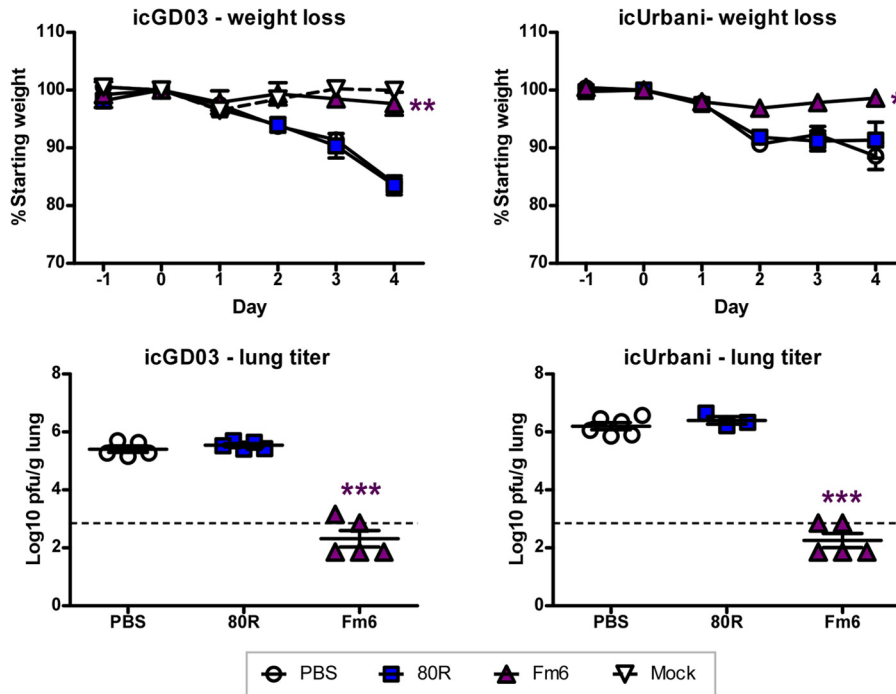 icGD03 - weight loss
110
100
90
80
70
% Starting weight
-1 0 1 2 3 4
Day
**
icUrbani- weight loss
110
100
90
80
70
% Starting weight
-1 0 1 2 3 4
Day
*
icGD03 - lung titer
8
6
4
2
0
Log10 pfu/g lung
***
PBS 80R Fm6
icUrbani - lung titer
8
6
4
2
0
Log10 pfu/g lung
***
PBS 80R Fm6
PBS 80R Fm6 Mock